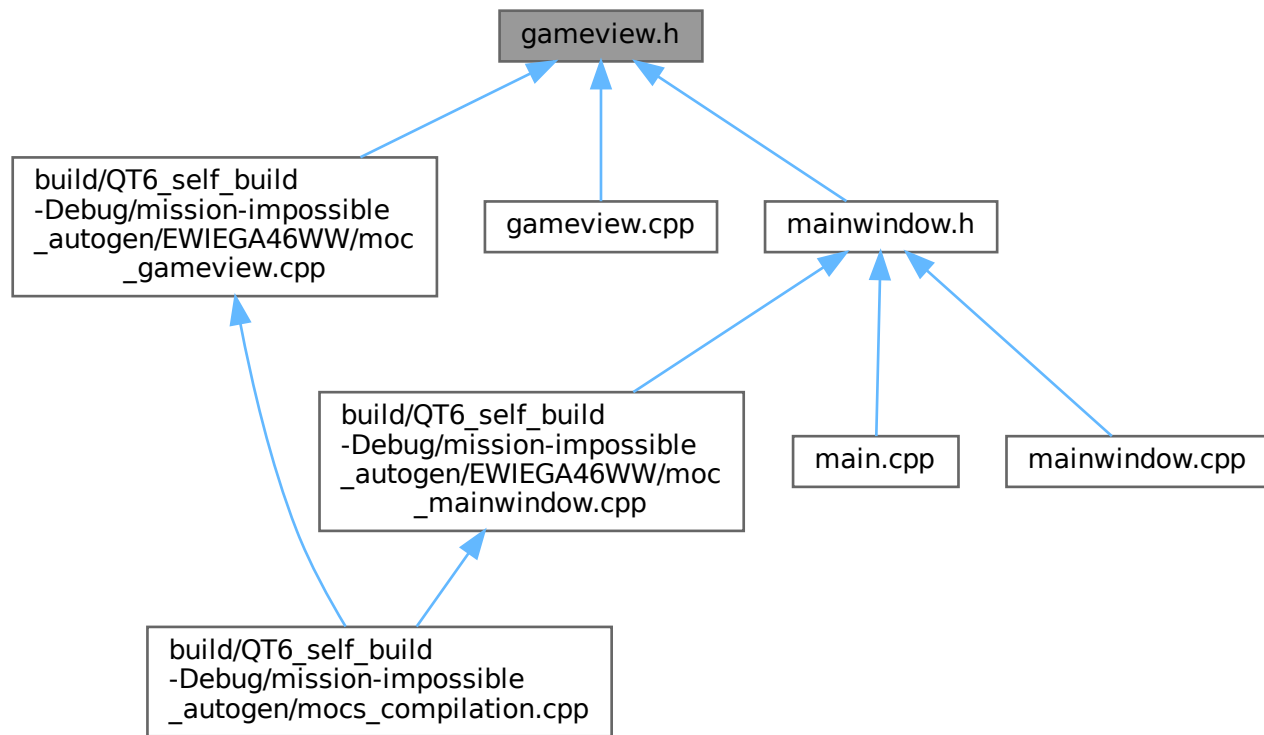 gameview.h
build/QT6_self_build
-Debug/mission-impossible
_autogen/EWIEGA46WW/moc
_gameview.cpp
gameview.cpp
mainwindow.h
build/QT6_self_build
-Debug/mission-impossible
_autogen/EWIEGA46WW/moc
_mainwindow.cpp
main.cpp
mainwindow.cpp
build/QT6_self_build
-Debug/mission-impossible
_autogen/mocs_compilation.cpp